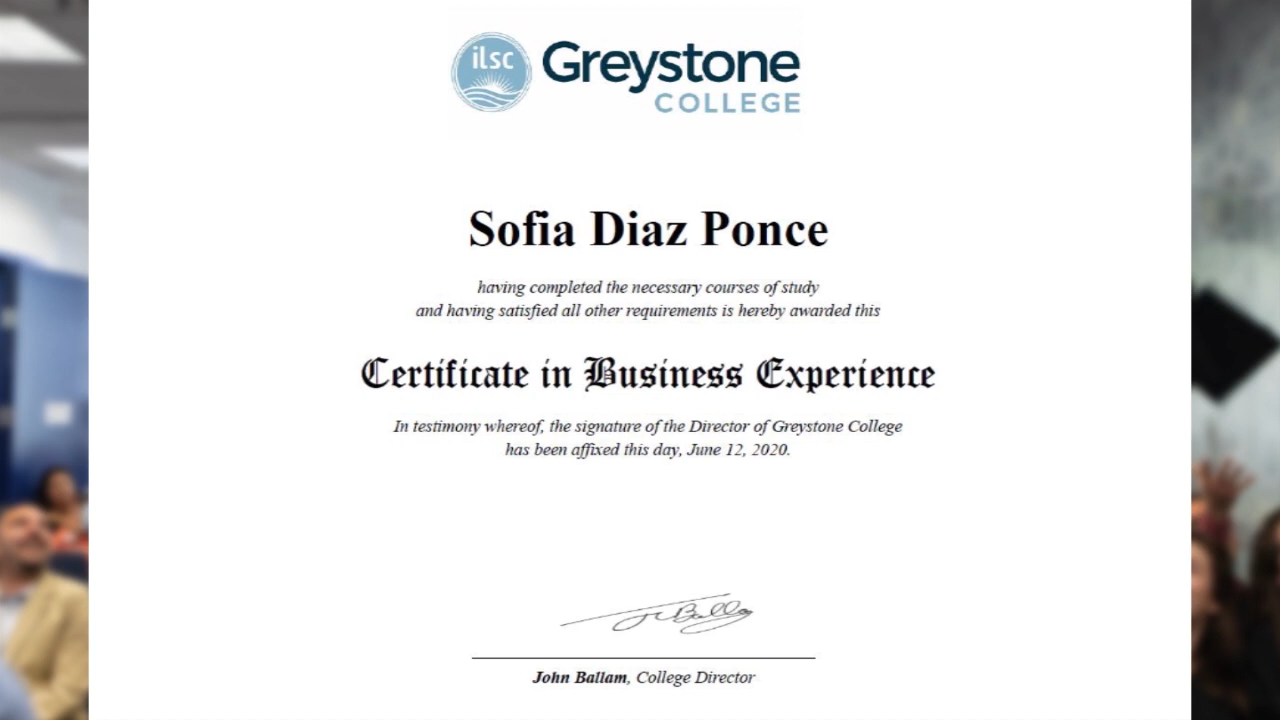 ilsc
Greystone
COLLEGE
Sofia Diaz Ponce
having completed the necessary courses of study
and having satisfied all other requirements is hereby awarded this
Certificate in Business Experience
In testimony whereof, the signature of the Director of Greystone College
has been affixed this day, June 12, 2020.
John Ballam, College Director